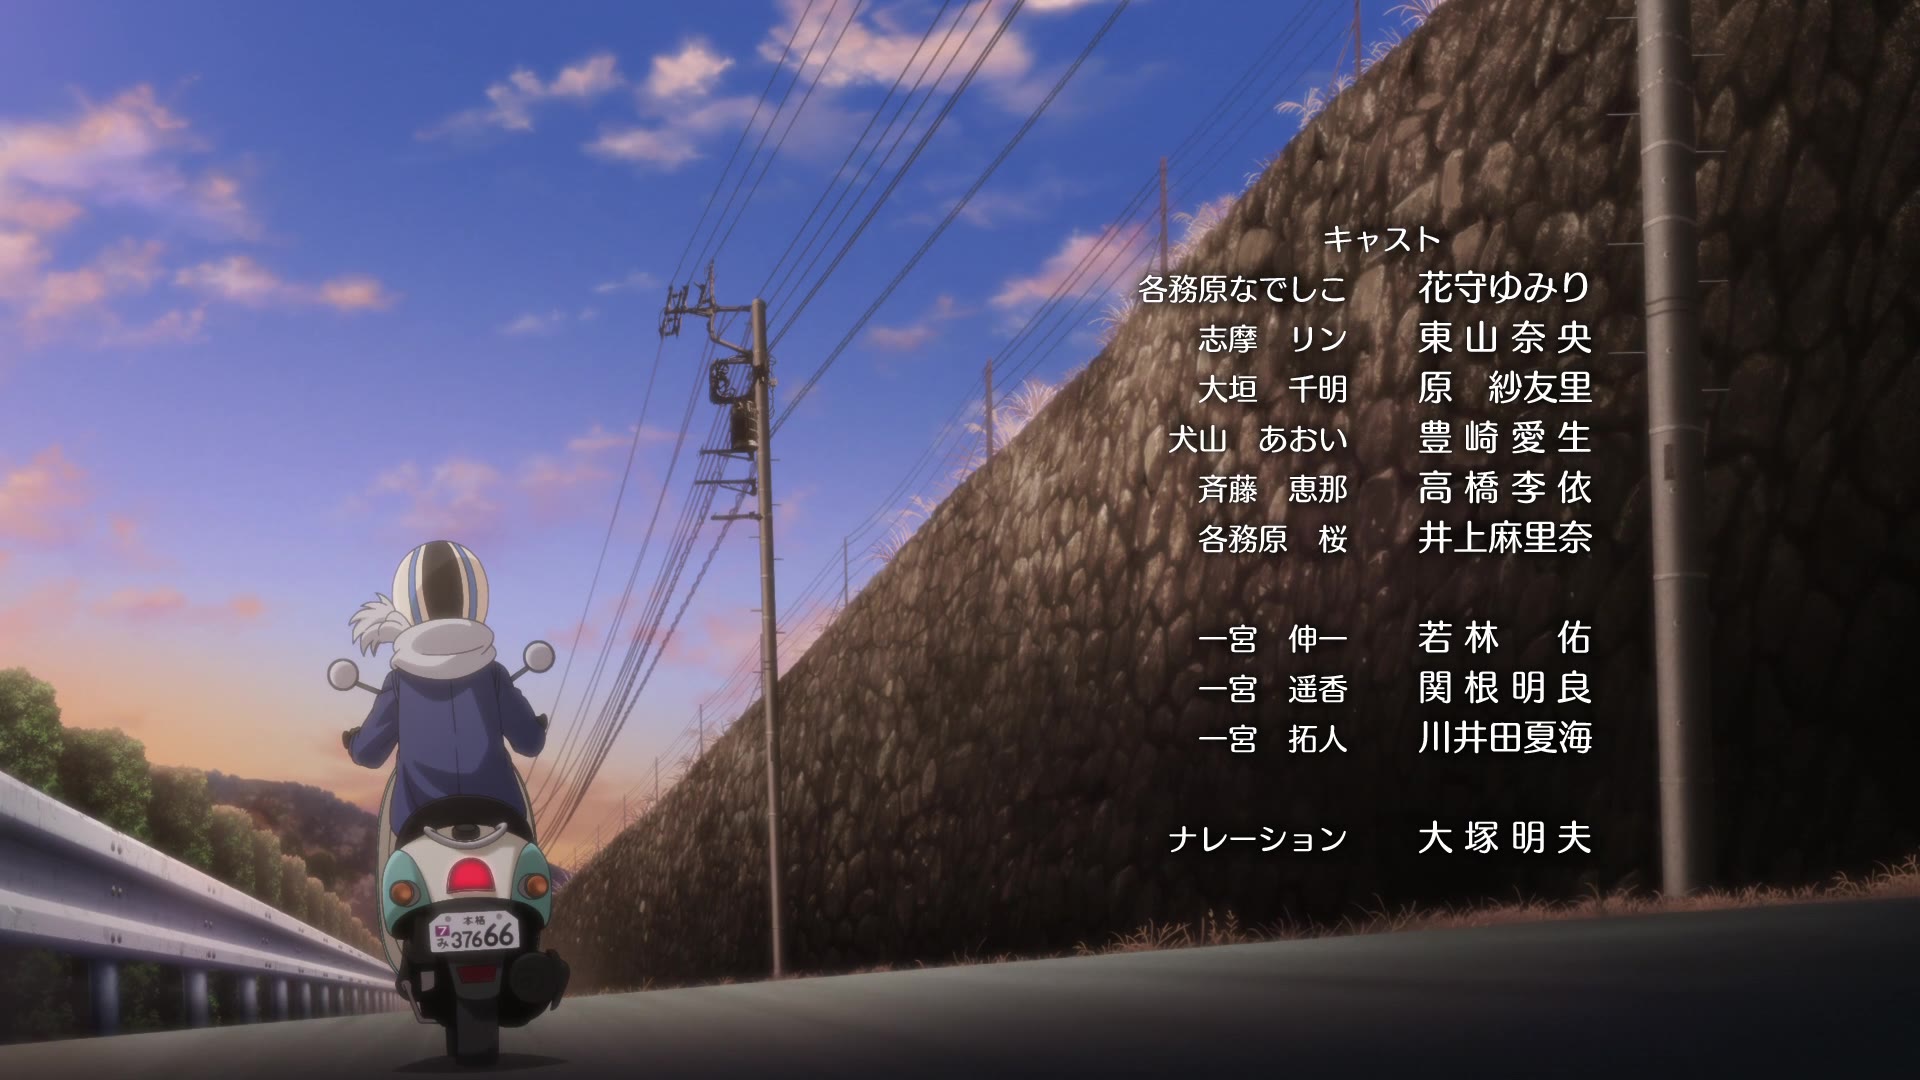 キャスト
各務原なでしこ　花守ゆみり
志摩　リン　東山奈央
大垣　千明　原　紗友里
犬山　あおい　豊崎愛生
斉藤　恵那　高橋李依
各務原　桜　井上麻里奈
一宮　伸一　若林　佑
一宮　遥香　関根明良
一宮　拓人　川井田夏海
ナレーション　大塚明夫
本栖
7
み 37666